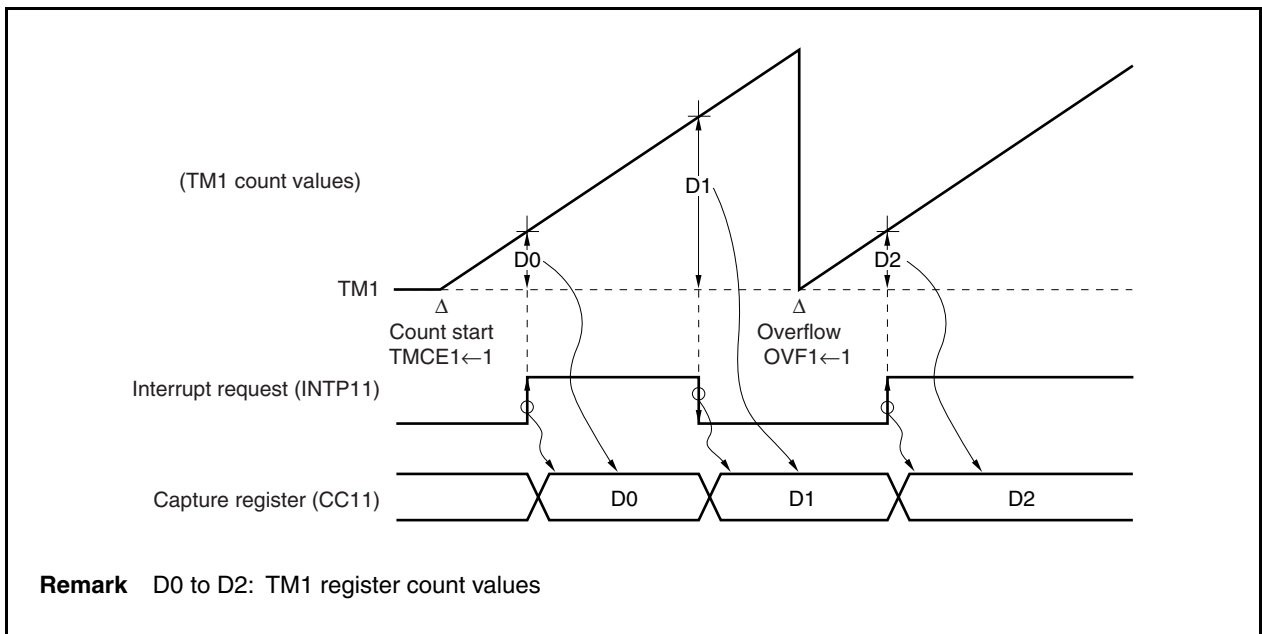 (TM1 count values)
D1
D0
D2
TM1
Δ
Δ
Count start
TMCE1←1
Overflow
OVF1←1
Interrupt request (INTP11)
Capture register (CC11)
D0
D1
D2
Remark D0 to D2: TM1 register count values